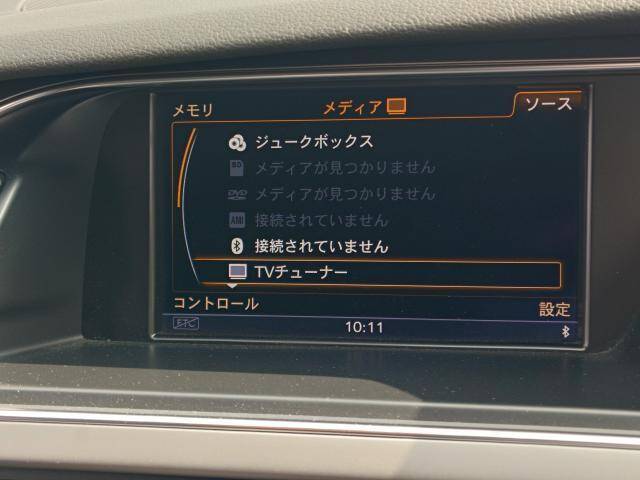 メモリ メディア ソース
ジュークボックス
SD メディアが見つかりません
DVD メディアが見つかりません
AMI 接続されていません
接続されていません
TVチューナー
コントロール 設定
ETC 10:11